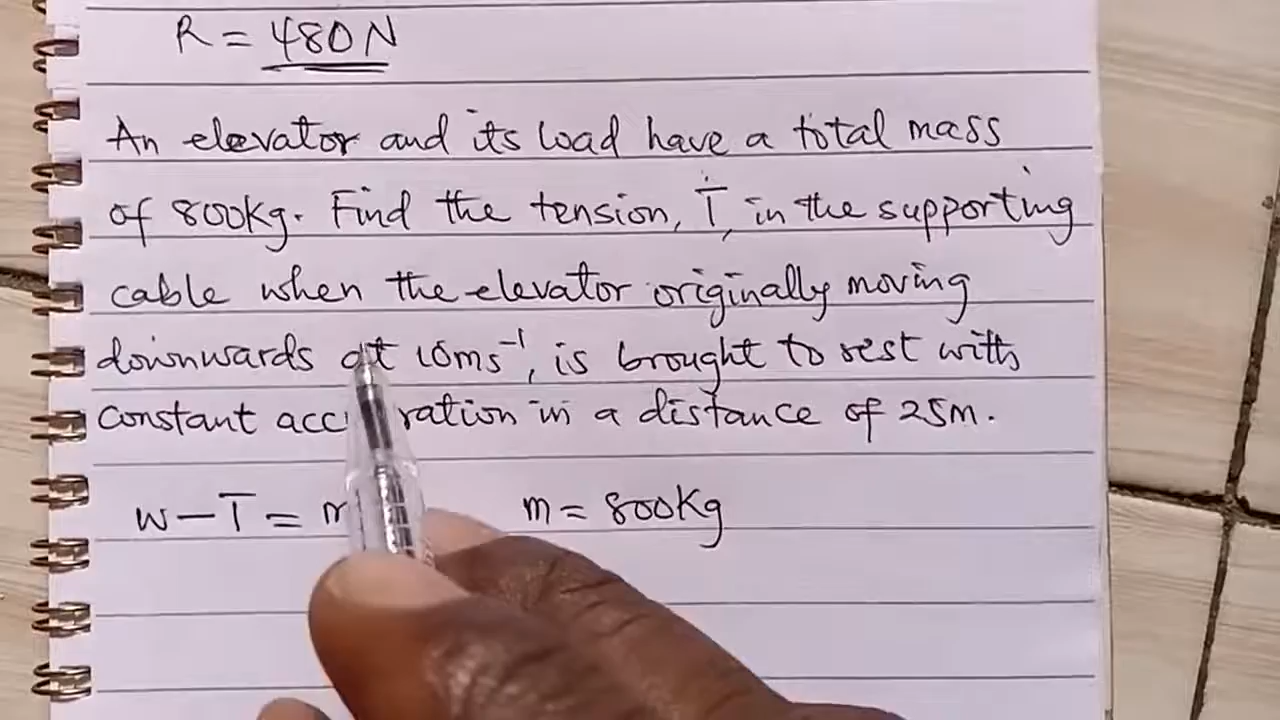 R = 480N
An elevator and its load have a total mass
of 800Kg. Find the tension, T, in the supporting
cable when the elevator originally moving
downwards at 10ms⁻¹, is brought to rest with
constant acc ration in a distance of 25m.
W - T = m m = 800Kg